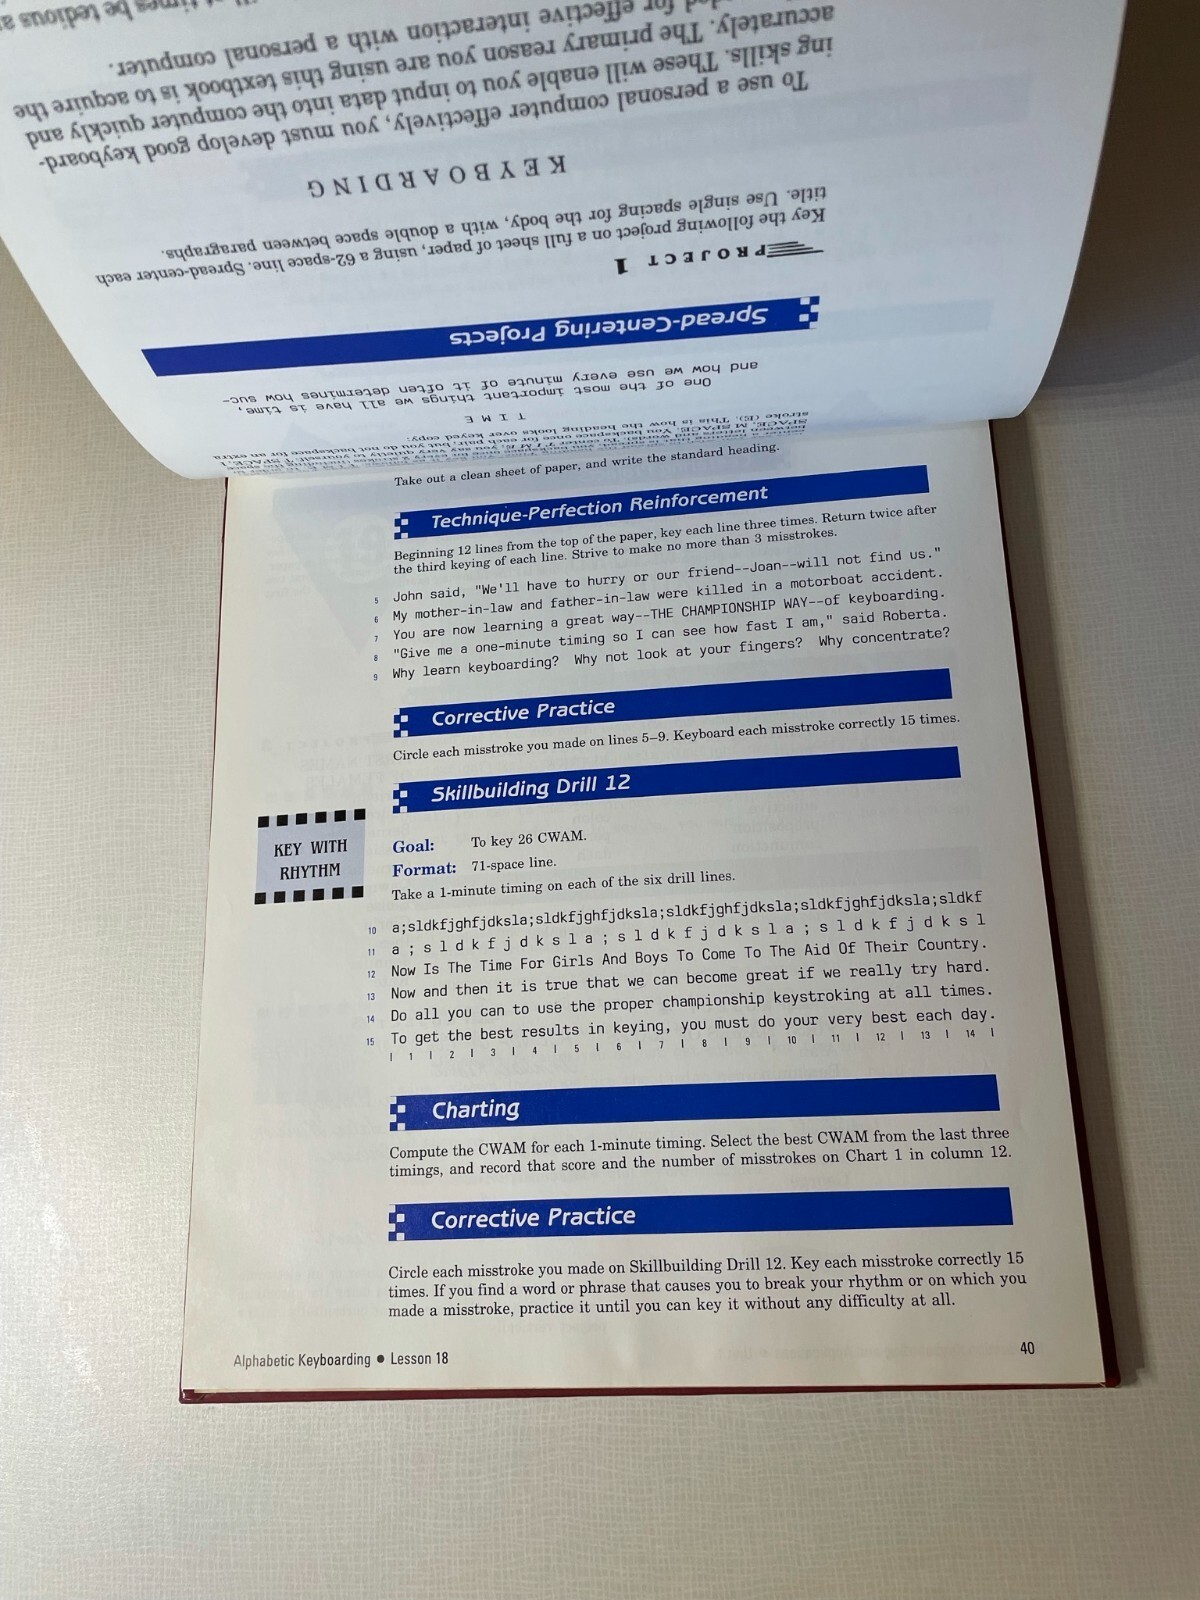 tedious
needed for effective interaction with a personal computer.
accurately. The primary reason you are using this textbook is to acquire the
ing skills. These will enable you to input data into the computer quickly and
To use a personal computer effectively, you must develop good keyboard-
KEYBOARDING
title. Use single spacing for the body, with a double space between paragraphs.
Key the following project on a full sheet of paper, using a 62-space line. Spread-center each
PROJECT 1
Spread-Centering Projects
and how we use every minute of it often determines how suc-
One of the most important things we all have is time,
T I M E
stroke (E). This is how the heading looks over keyed copy:
Take out a clean sheet of paper, and write the standard heading.
Technique-Perfection Reinforcement
Beginning 12 lines from the top of the paper, key each line three times. Return twice after
the third keying of each line. Strive to make no more than 3 misstrokes.
5 John said, "We'll have to hurry or our friend--Joan--will not find us."
6 My mother-in-law and father-in-law were killed in a motorboat accident.
7 You are now learning a great way--THE CHAMPIONSHIP WAY--of keyboarding.
8 "Give me a one-minute timing so I can see how fast I am," said Roberta.
9 Why learn keyboarding? Why not look at your fingers? Why concentrate?
Corrective Practice
Circle each misstroke you made on lines 5–9. Keyboard each misstroke correctly 15 times.
Skillbuilding Drill 12
KEY WITH
RHYTHM
Goal: To key 26 CWAM.
Format: 71-space line.
Take a 1-minute timing on each of the six drill lines.
10 a;sldkfjghfjdksla;sldkfjghfjdksla;sldkfjghfjdksla;sldkfjghfjdksla;sldkf
11 a ; s l d k f j d k s l a ; s l d k f j d k s l a ; s l d k f j d k s l
12 Now Is The Time For Girls And Boys To Come To The Aid Of Their Country.
13 Now and then it is true that we can become great if we really try hard.
14 Do all you can to use the proper championship keystroking at all times.
15 To get the best results in keying, you must do your very best each day.
| 1 | 2 | 3 | 4 | 5 | 6 | 7 | 8 | 9 | 10 | 11 | 12 | 13 | 14 |
Charting
Compute the CWAM for each 1-minute timing. Select the best CWAM from the last three
timings, and record that score and the number of misstrokes on Chart 1 in column 12.
Corrective Practice
Circle each misstroke you made on Skillbuilding Drill 12. Key each misstroke correctly 15
times. If you find a word or phrase that causes you to break your rhythm or on which you
made a misstroke, practice it until you can key it without any difficulty at all.
Alphabetic Keyboarding • Lesson 18
40